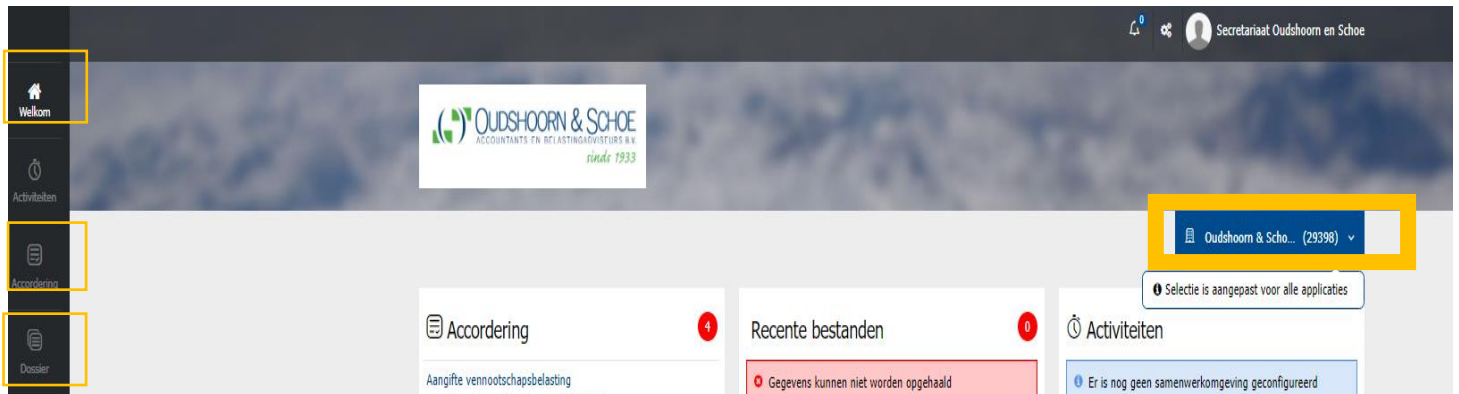 0
Secretariaat Oudshoorn en Schoe
Welkom
OUDSHOORN & SCHOE
ACCOUNTANTS EN BELASTINGADVISEURS B.V.
sinds 1933
Activiteiten
Oudshoorn & Scho... (29398)
Accordering
Selectie is aangepast voor alle applicaties
Accordering 4
Recente bestanden 0
Activiteiten
Dossier
Aangifte vennootschapsbelasting
Gegevens kunnen niet worden opgehaald
Er is nog geen samenwerkomgeving geconfigureerd